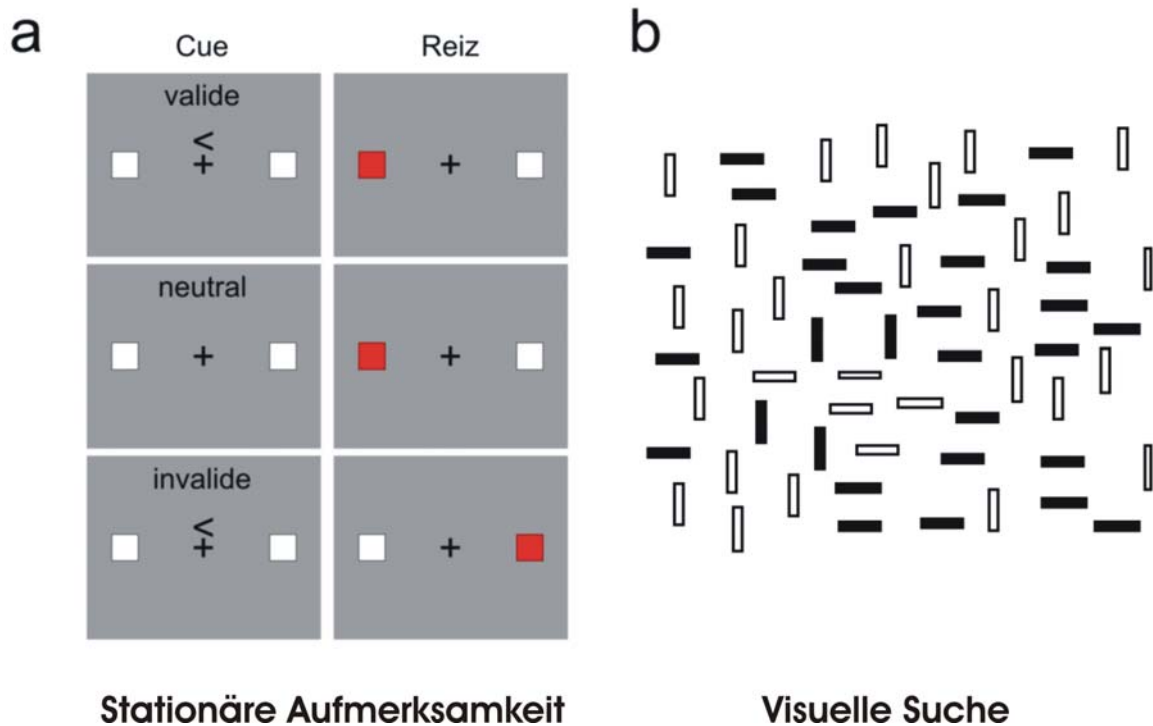 a
Cue
Reiz
valide
<
+
+
neutral
+
+
invalide
<
+
+
Stationäre Aufmerksamkeit
b
Visuelle Suche